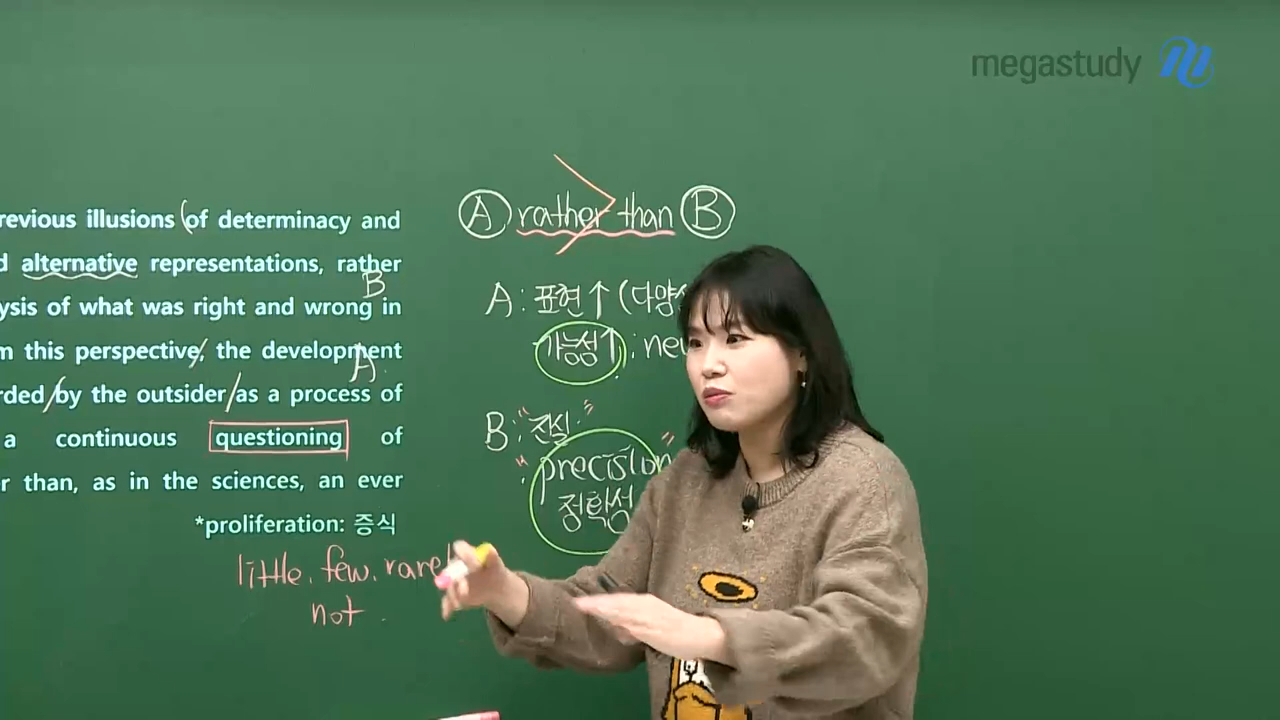 megastudy
revious illusions (of determinacy and
d alternative representations, rather
B
ysis of what was right and wrong in
m this perspective, the development
A
rded by the outsider as a process of
a continuous questioning of
r than, as in the sciences, an ever
*proliferation: 증식
little. few.
not.
A rather than B
A: 표현↑ (다양
가능성↑: new
B: "진실"
precision
정확성